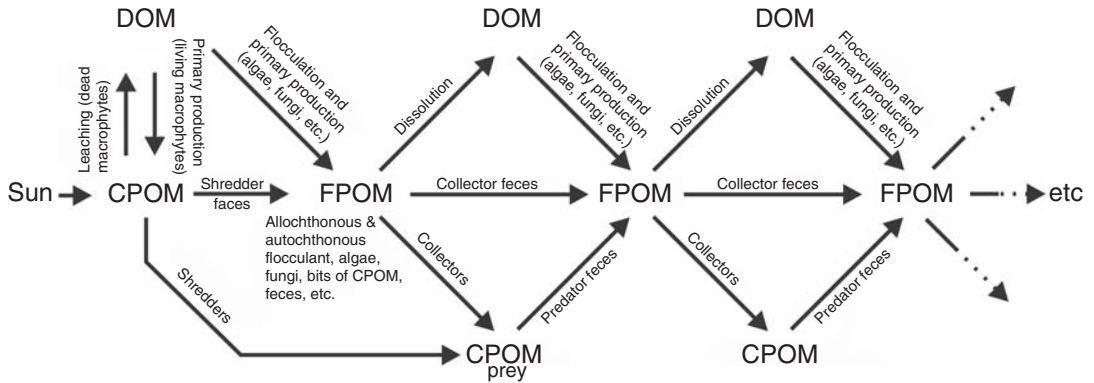 DOM
DOM
DOM
Leaching (dead
macrophytes)
Primary production
(living macrophytes)
Flocculation and
primary production
(algae, fungi, etc.)
Dissolution
Flocculation and
primary production
(algae, fungi, etc.)
Dissolution
Flocculation and
primary production
(algae, fungi, etc.)
Sun
CPOM
Shredder
faces
FPOM
Collector feces
FPOM
Collector feces
FPOM
etc
Allochthonous &
autochthonous
flocculant, algae,
fungi, bits of CPOM,
feces, etc.
Shredders
Collectors
Predator feces
Collectors
Predator feces
CPOM
prey
CPOM